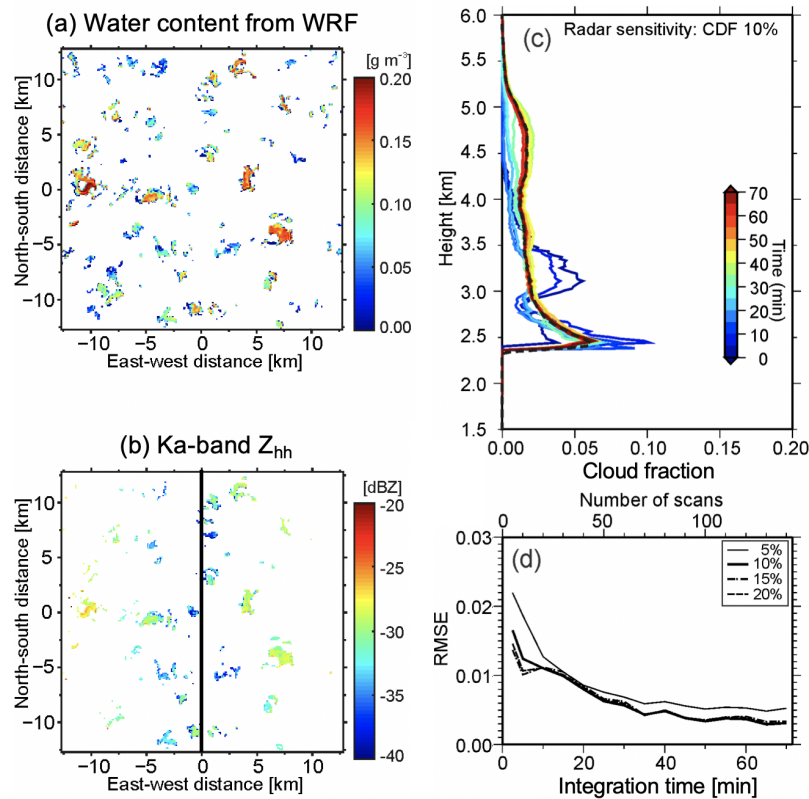 (a) Water content from WRF
[g m⁻³]
North-south distance [km]
10
5
0
−5
−10
−10 −5 0 5 10
East-west distance [km]
0.20
0.15
0.10
0.05
0.00
(b) Ka-band Zhh
[dBZ]
North-south distance [km]
10
5
0
−5
−10
−10 −5 0 5 10
East-west distance [km]
-20
-25
-30
-35
-40
(c)
Radar sensitivity: CDF 10%
Height [km]
6.0
5.0
4.5
4.0
3.5
3.0
2.5
2.0
1.5
0.00 0.05 0.10 0.15 0.20
Cloud fraction
70
60
50
40
30
20
10
0
Time (min)
Number of scans
0 50 100
(d)
5%
10%
15%
20%
RMSE
0.03
0.02
0.01
0.00
0 20 40 60
Integration time [min]